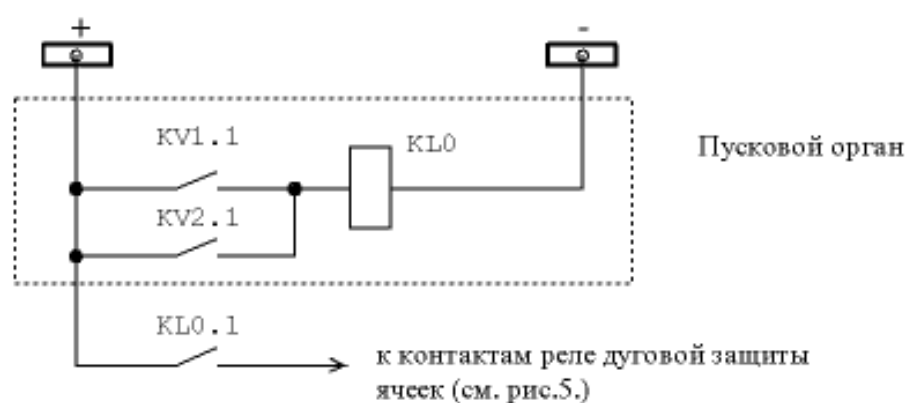 + -
KV1.1
KL0
Пусковой орган
KV2.1
KL0.1
к контактам реле дуговой защиты
ячеек (см. рис.5.)